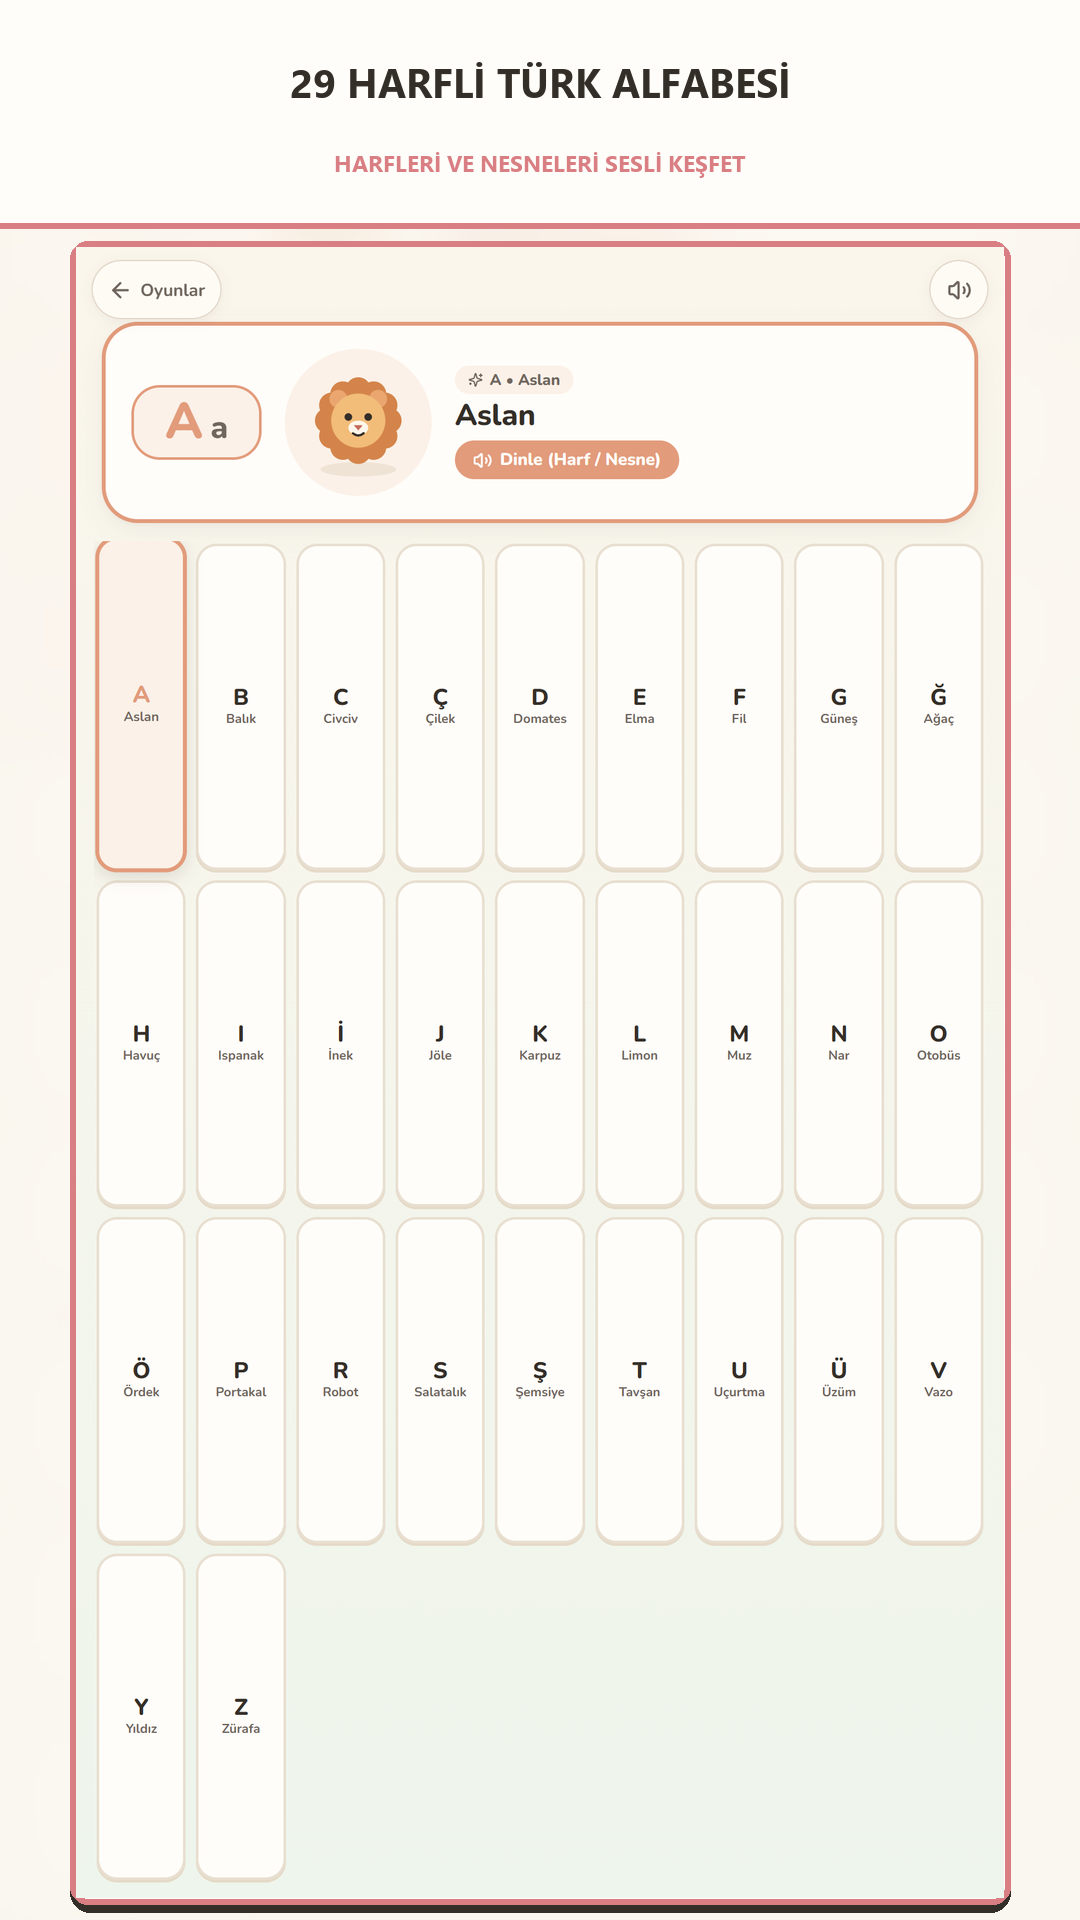 29 HARFLİ TÜRK ALFABESİ
HARFLERİ VE NESNELERİ SESLİ KEŞFET
Oyunlar
A a
A • Aslan
Aslan
Dinle (Harf / Nesne)
A B C Ç D E F G Ğ
Aslan Balık Civciv Çilek Domates Elma Fil Güneş Ağaç
H I İ J K L M N O
Havuç Ispanak İnek Jöle Karpuz Limon Muz Nar Otobüs
Ö P R S Ş T U Ü V
Ördek Portakal Robot Salatalık Şemsiye Tavşan Uçurtma Üzüm Vazo
Y Z
Yıldız Zürafa